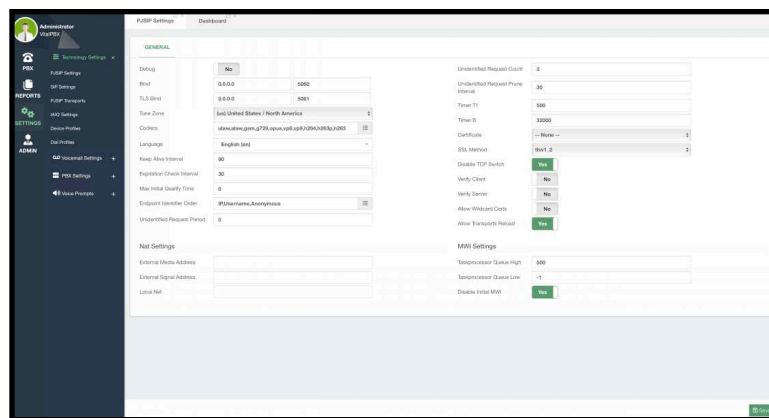 Administrator
VitalPBX
PJSIP Settings
Dashboard
PBX
REPORTS
SETTINGS
ADMIN
Technology Settings ×
PJSIP Settings
SIP Settings
PJSIP Transports
IAX2 Settings
Device Profiles
Dial Profiles
Voicemail Settings +
PBX Settings +
Voice Prompts +
GENERAL
Debug No
Bind 0.0.0.0 5060
TLS Bind 0.0.0.0 5061
Tone Zone (us) United States / North America
Codecs ulaw,alaw,gsm,g729,opus,vp8,vp9,h264,h263p,h263
Language English (en)
Keep Alive Interval 90
Expiration Check Interval 30
Max Initial Qualify Time 0
Endpoint Identifier Order IP,Username,Anonymous
Unidentified Request Period 5
Unidentified Request Count 3
Unidentified Request Prune
Interval 30
Timer T1 500
Timer B 32000
Certificate -- None --
SSL Method tlsv1_2
Disable TCP Switch Yes
Verify Client No
Verify Server No
Allow Wildcard Certs No
Allow Transports Reload Yes
Nat Settings
External Media Address
External Signal Address
Local Net
MWI Settings
Taskprocessor Queue High 500
Taskprocessor Queue Low -1
Disable Initial MWI Yes